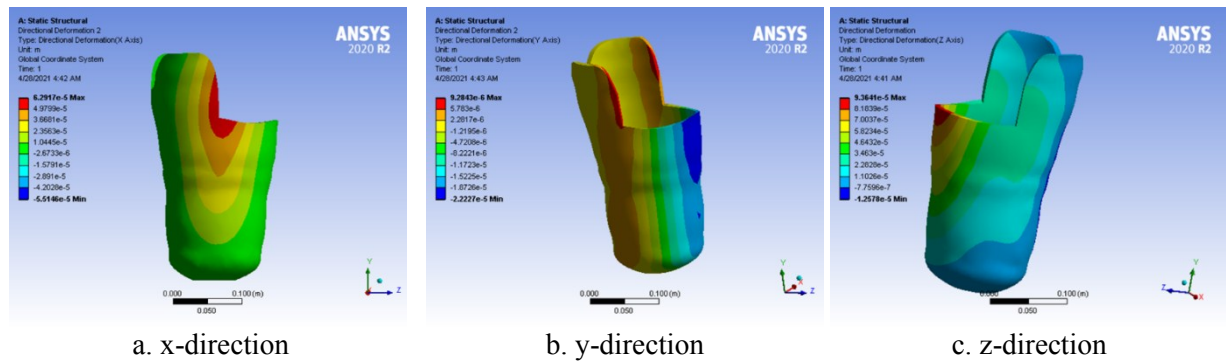 A: Static Structural
Directional Deformation 2
Type: Directional Deformation(X Axis)
Unit: m
Global Coordinate System
Time: 1
4/28/2021 4:42 AM
ANSYS
2020 R2
6.2917e-5 Max
4.9799e-5
3.6681e-5
2.3563e-5
1.0445e-5
-2.6733e-6
-1.5791e-5
-2.891e-5
-4.2028e-5
-5.5146e-5 Min
Y
Z
0.000
0.100 (m)
0.050
a. x-direction
A: Static Structural
Directional Deformation 2
Type: Directional Deformation(Y Axis)
Unit: m
Global Coordinate System
Time: 1
4/28/2021 4:43 AM
ANSYS
2020 R2
9.2843e-6 Max
5.783e-6
2.2817e-6
-1.2195e-6
-4.7208e-6
-8.2221e-6
-1.1723e-5
-1.5225e-5
-1.8726e-5
-2.2227e-5 Min
Y
X
Z
0.000
0.100 (m)
0.050
b. y-direction
A: Static Structural
Directional Deformation
Type: Directional Deformation(Z Axis)
Unit: m
Global Coordinate System
Time: 1
4/28/2021 4:41 AM
ANSYS
2020 R2
9.3641e-5 Max
8.1839e-5
7.0037e-5
5.8234e-5
4.6432e-5
3.463e-5
2.2828e-5
1.1026e-5
-7.7596e-7
-1.2578e-5 Min
Y
Z
X
0.000
0.100 (m)
0.050
c. z-direction